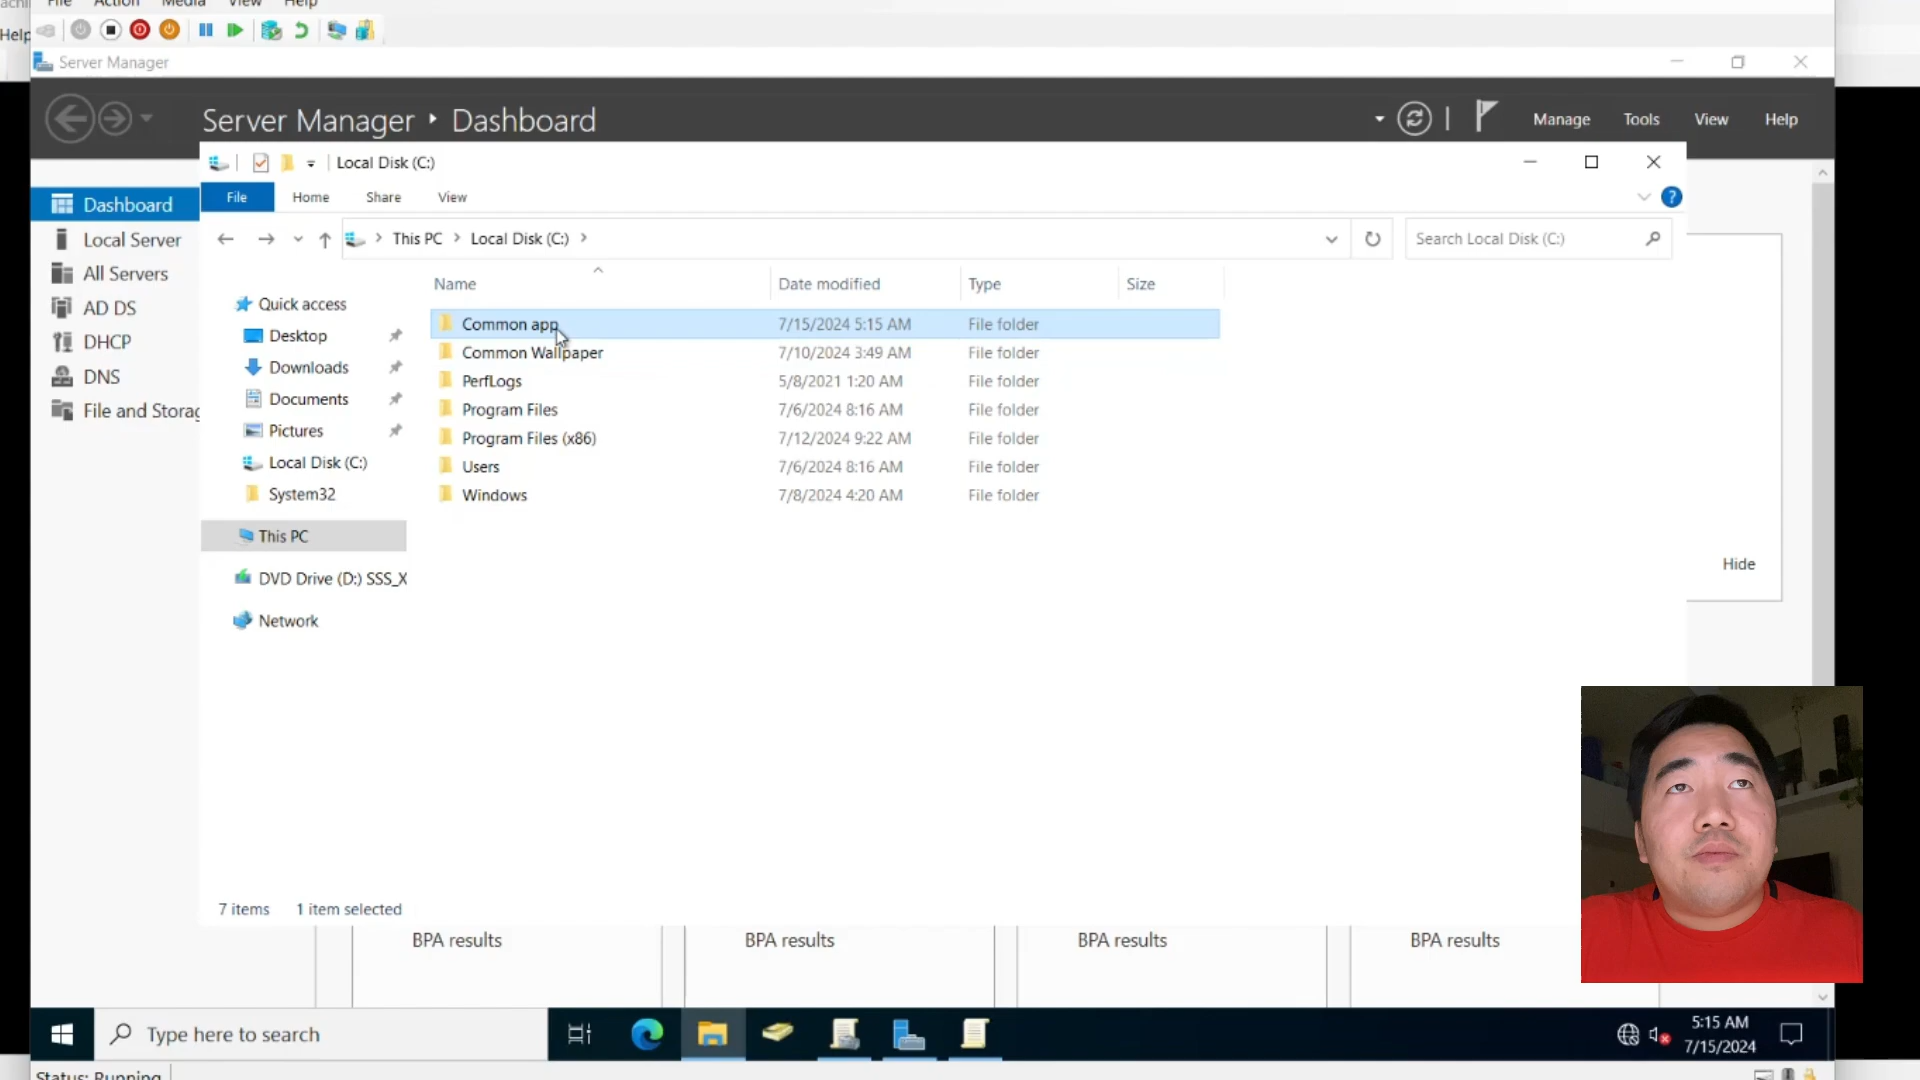 File Action Media View Help
Help
Server Manager
Server Manager Dashboard
Manage Tools View Help
Local Disk (C:)
File Home Share View
This PC Local Disk (C:)
Search Local Disk (C:)
Dashboard
Local Server
All Servers
AD DS
DHCP
DNS
File and Storag
Quick access
Desktop
Downloads
Documents
Pictures
Local Disk (C:)
System32
This PC
DVD Drive (D:) SSS_X
Network
Name Date modified Type Size
Common app 7/15/2024 5:15 AM File folder
Common Wallpaper 7/10/2024 3:49 AM File folder
PerfLogs 5/8/2021 1:20 AM File folder
Program Files 7/6/2024 8:16 AM File folder
Program Files (x86) 7/12/2024 9:22 AM File folder
Users 7/6/2024 8:16 AM File folder
Windows 7/8/2024 4:20 AM File folder
Hide
7 items 1 item selected
BPA results BPA results BPA results BPA results
Type here to search
5:15 AM
7/15/2024
Status: Running